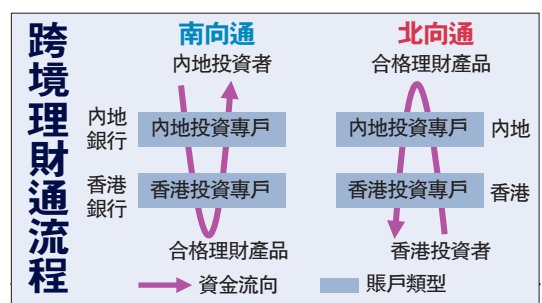 跨境理財通流程
南向通
內地投資者
內地銀行
內地投資專戶
香港銀行
香港投資專戶
合格理財產品
北向通
合格理財產品
內地投資專戶
內地
香港投資專戶
香港
香港投資者
資金流向
賬戶類型